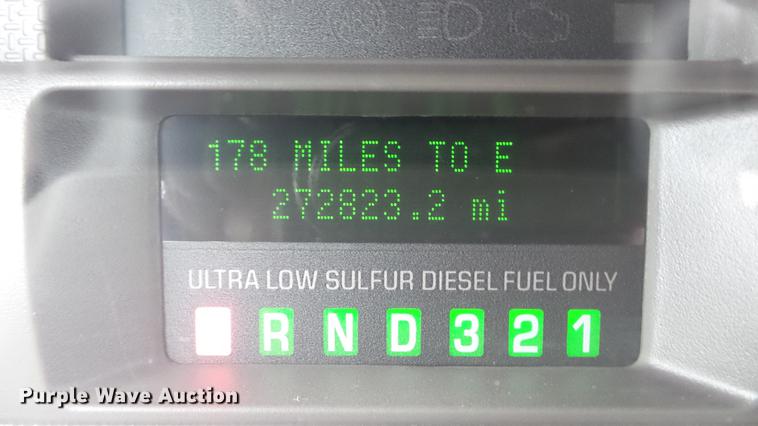 178 MILES TO E
272823.2 mi
ULTRA LOW SULFUR DIESEL FUEL ONLY
R N D 3 2 1
Purple Wave Auction